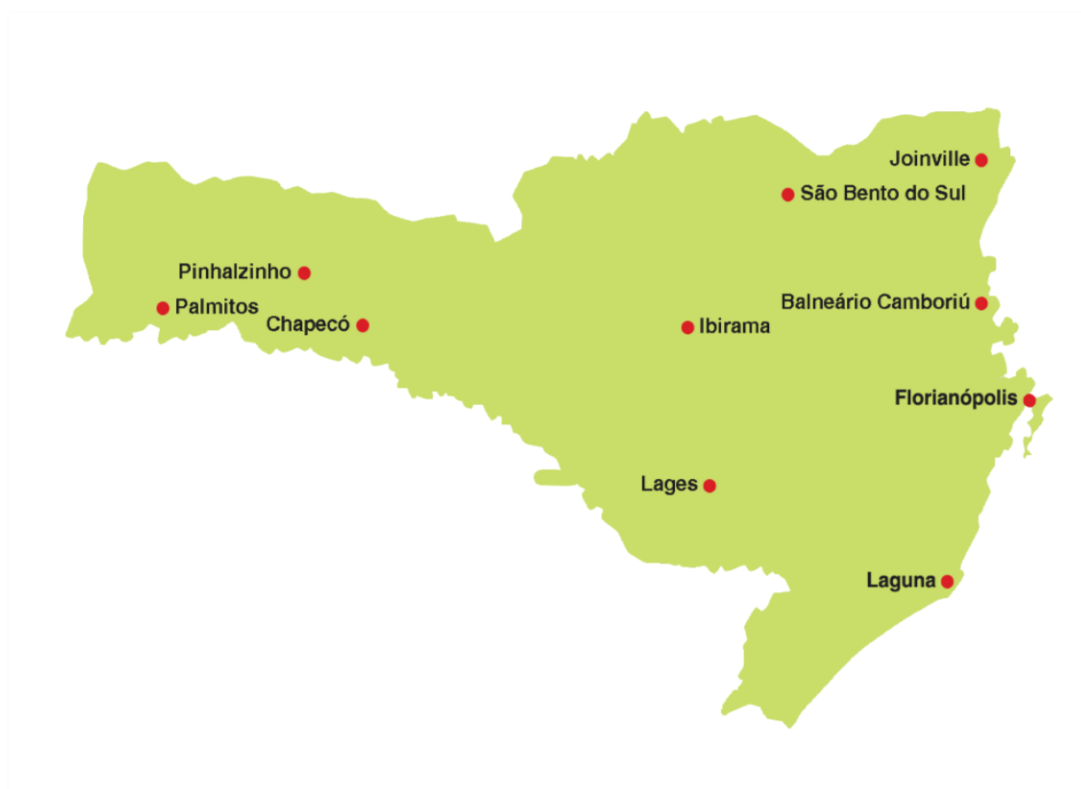 Joinville
São Bento do Sul
Pinhalzinho
Palmitos
Chapecó
Balneário Camboriú
Ibirama
Florianópolis
Lages
Laguna